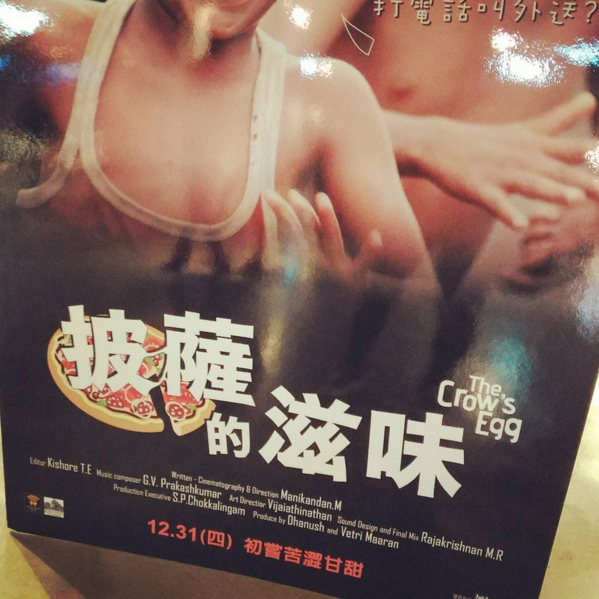 打電話叫外送?
披薩
的滋味
The
Crow's
Egg
Written - Cinematography & Direction Manikandan.M
Editor Kishore T.E Music composer G.V. Prakashkumar Art Director Vijaiathinathan Sound Design and Final Mix Rajakrishnan M.R
Production Executive S.P.Chokkalingam Produce by Dhanush and Vetri Maaran
12.31(四) 初嘗苦澀甘甜